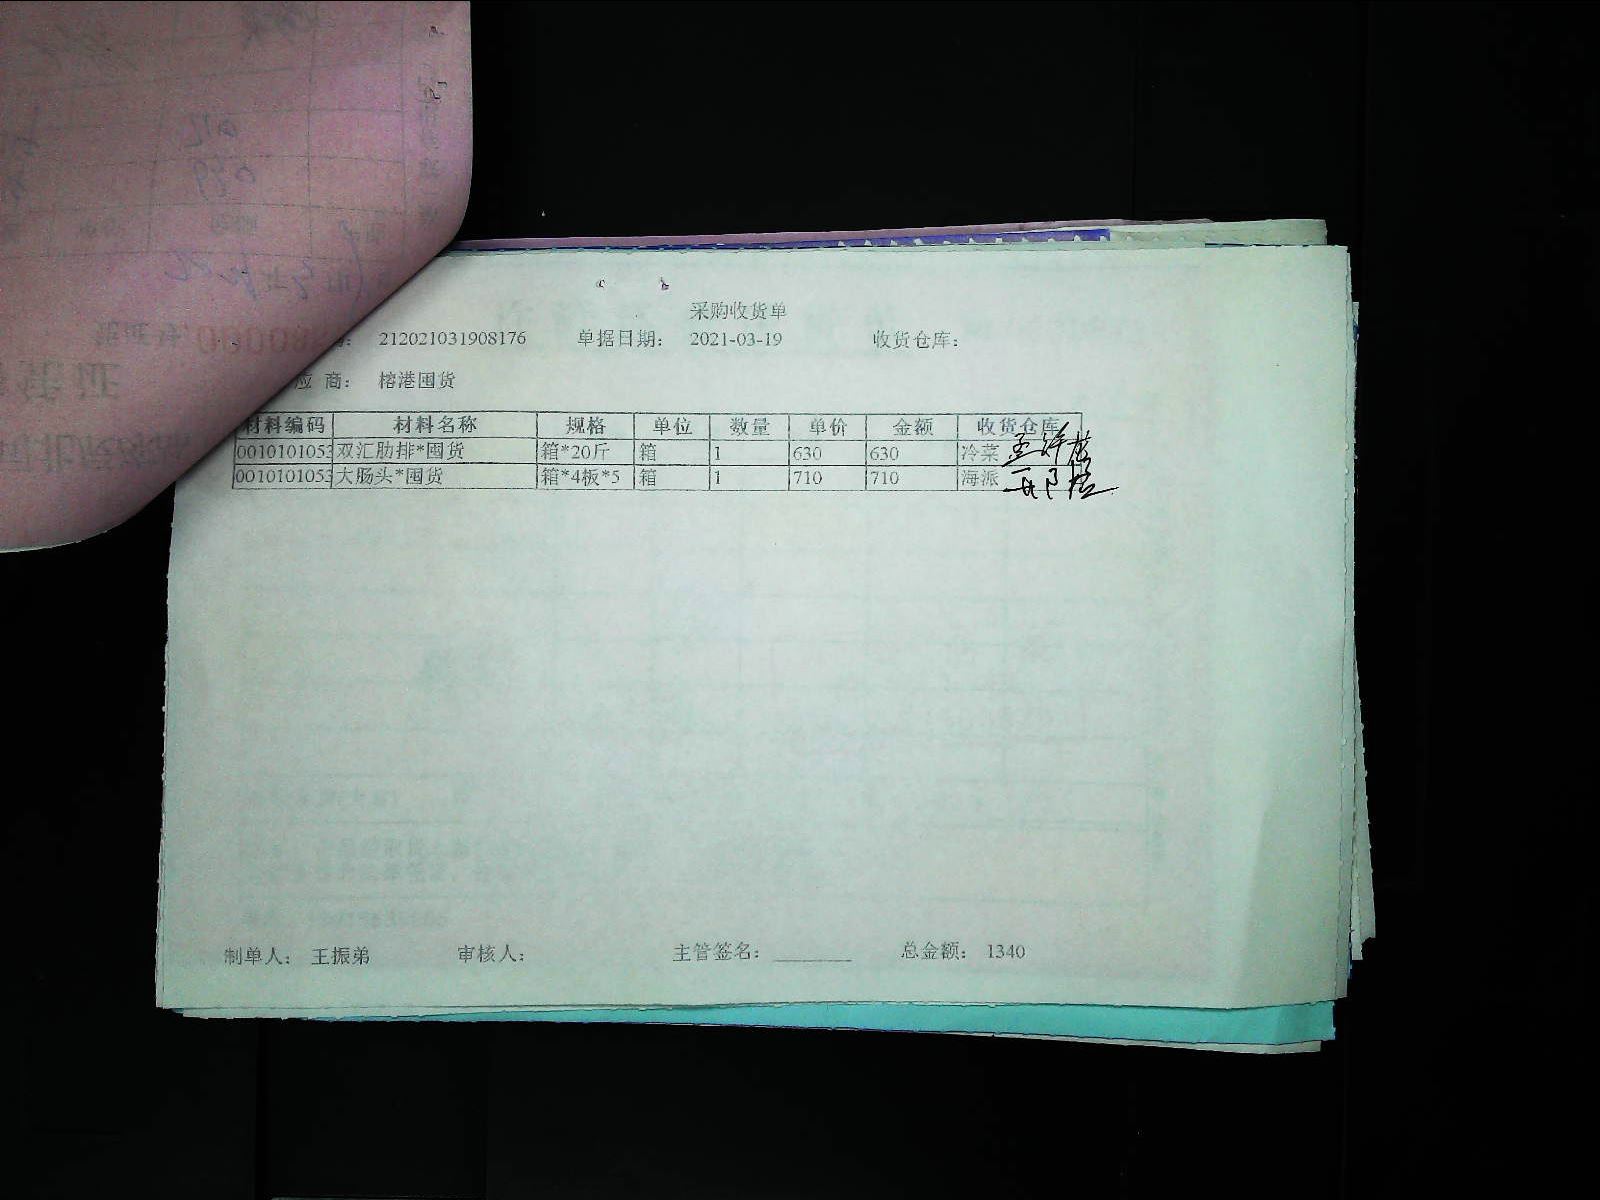 采购收货单
212021031908176 单据日期： 2021-03-19 收货仓库：
应 商： 榕港囤货
材料编码 材料名称 规格 单位 数量 单价 金额 收货仓库
0010101053 双汇肋排*囤货 箱*20斤 箱 1 630 630 冷菜
0010101053 大肠头*囤货 箱*4板*5 箱 1 710 710 海派
制单人： 王振弟 审核人： 主管签名： ________ 总金额： 1340